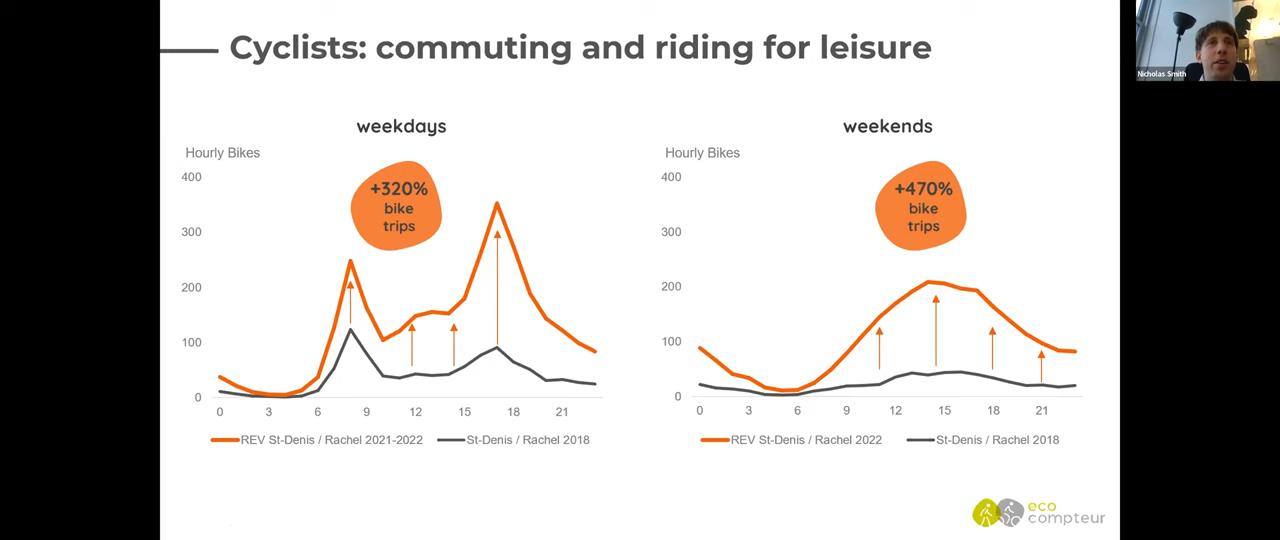 Cyclists: commuting and riding for leisure
Nicholas Smith
weekdays
Hourly Bikes
400
300
200
100
0
+320%
bike
trips
0 3 6 9 12 15 18 21
REV St-Denis / Rachel 2021-2022 St-Denis / Rachel 2018
weekends
Hourly Bikes
400
300
200
100
0
+470%
bike
trips
0 3 6 9 12 15 18 21
REV St-Denis / Rachel 2022 St-Denis / Rachel 2018
eco
compteur